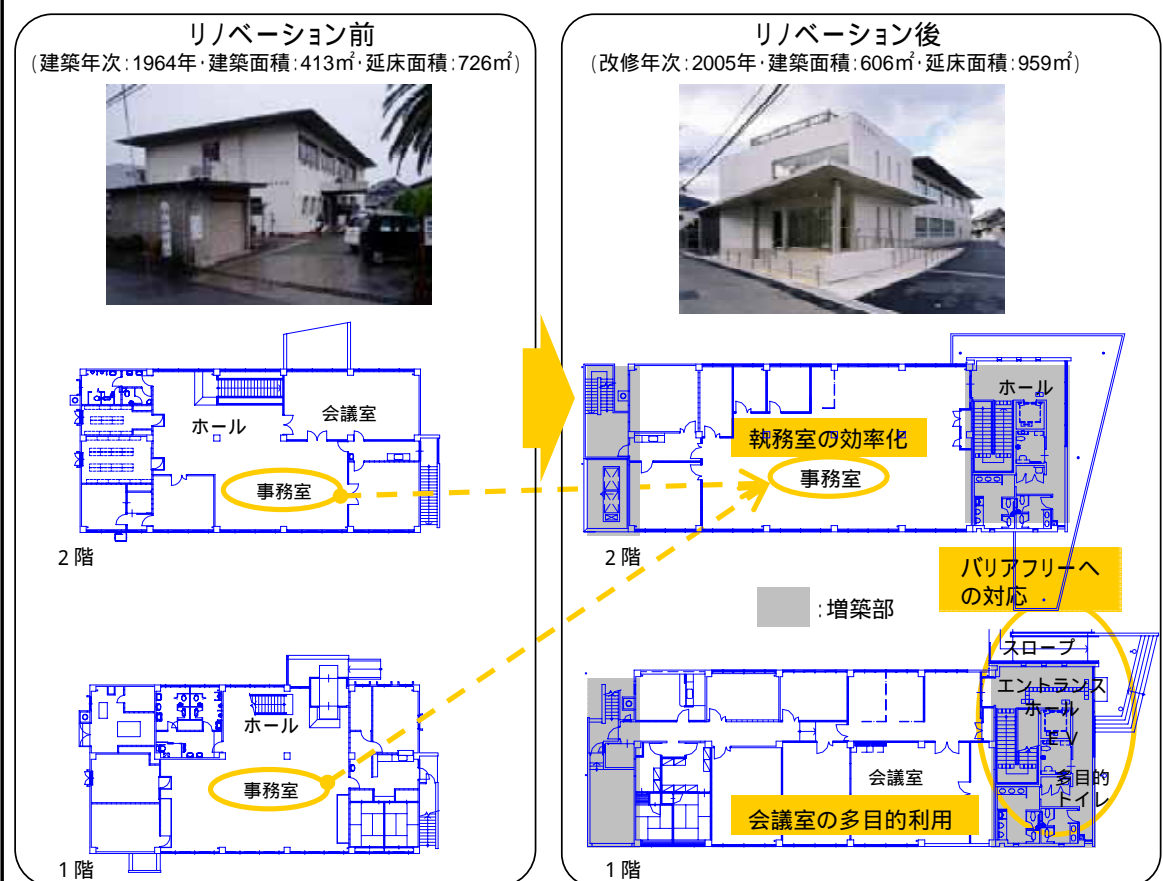 リノベーション前
(建築年次:1964年･建築面積:413㎡･延床面積:726㎡)
ホール
会議室
事務室
2階
ホール
事務室
1階
リノベーション後
(改修年次:2005年･建築面積:606㎡･延床面積:959㎡)
ホール
執務室の効率化
事務室
2階
バリアフリーへ
の対応
:増築部
スロープ
エントランス
ホール
EV
会議室
多目的
トイレ
会議室の多目的利用
1階